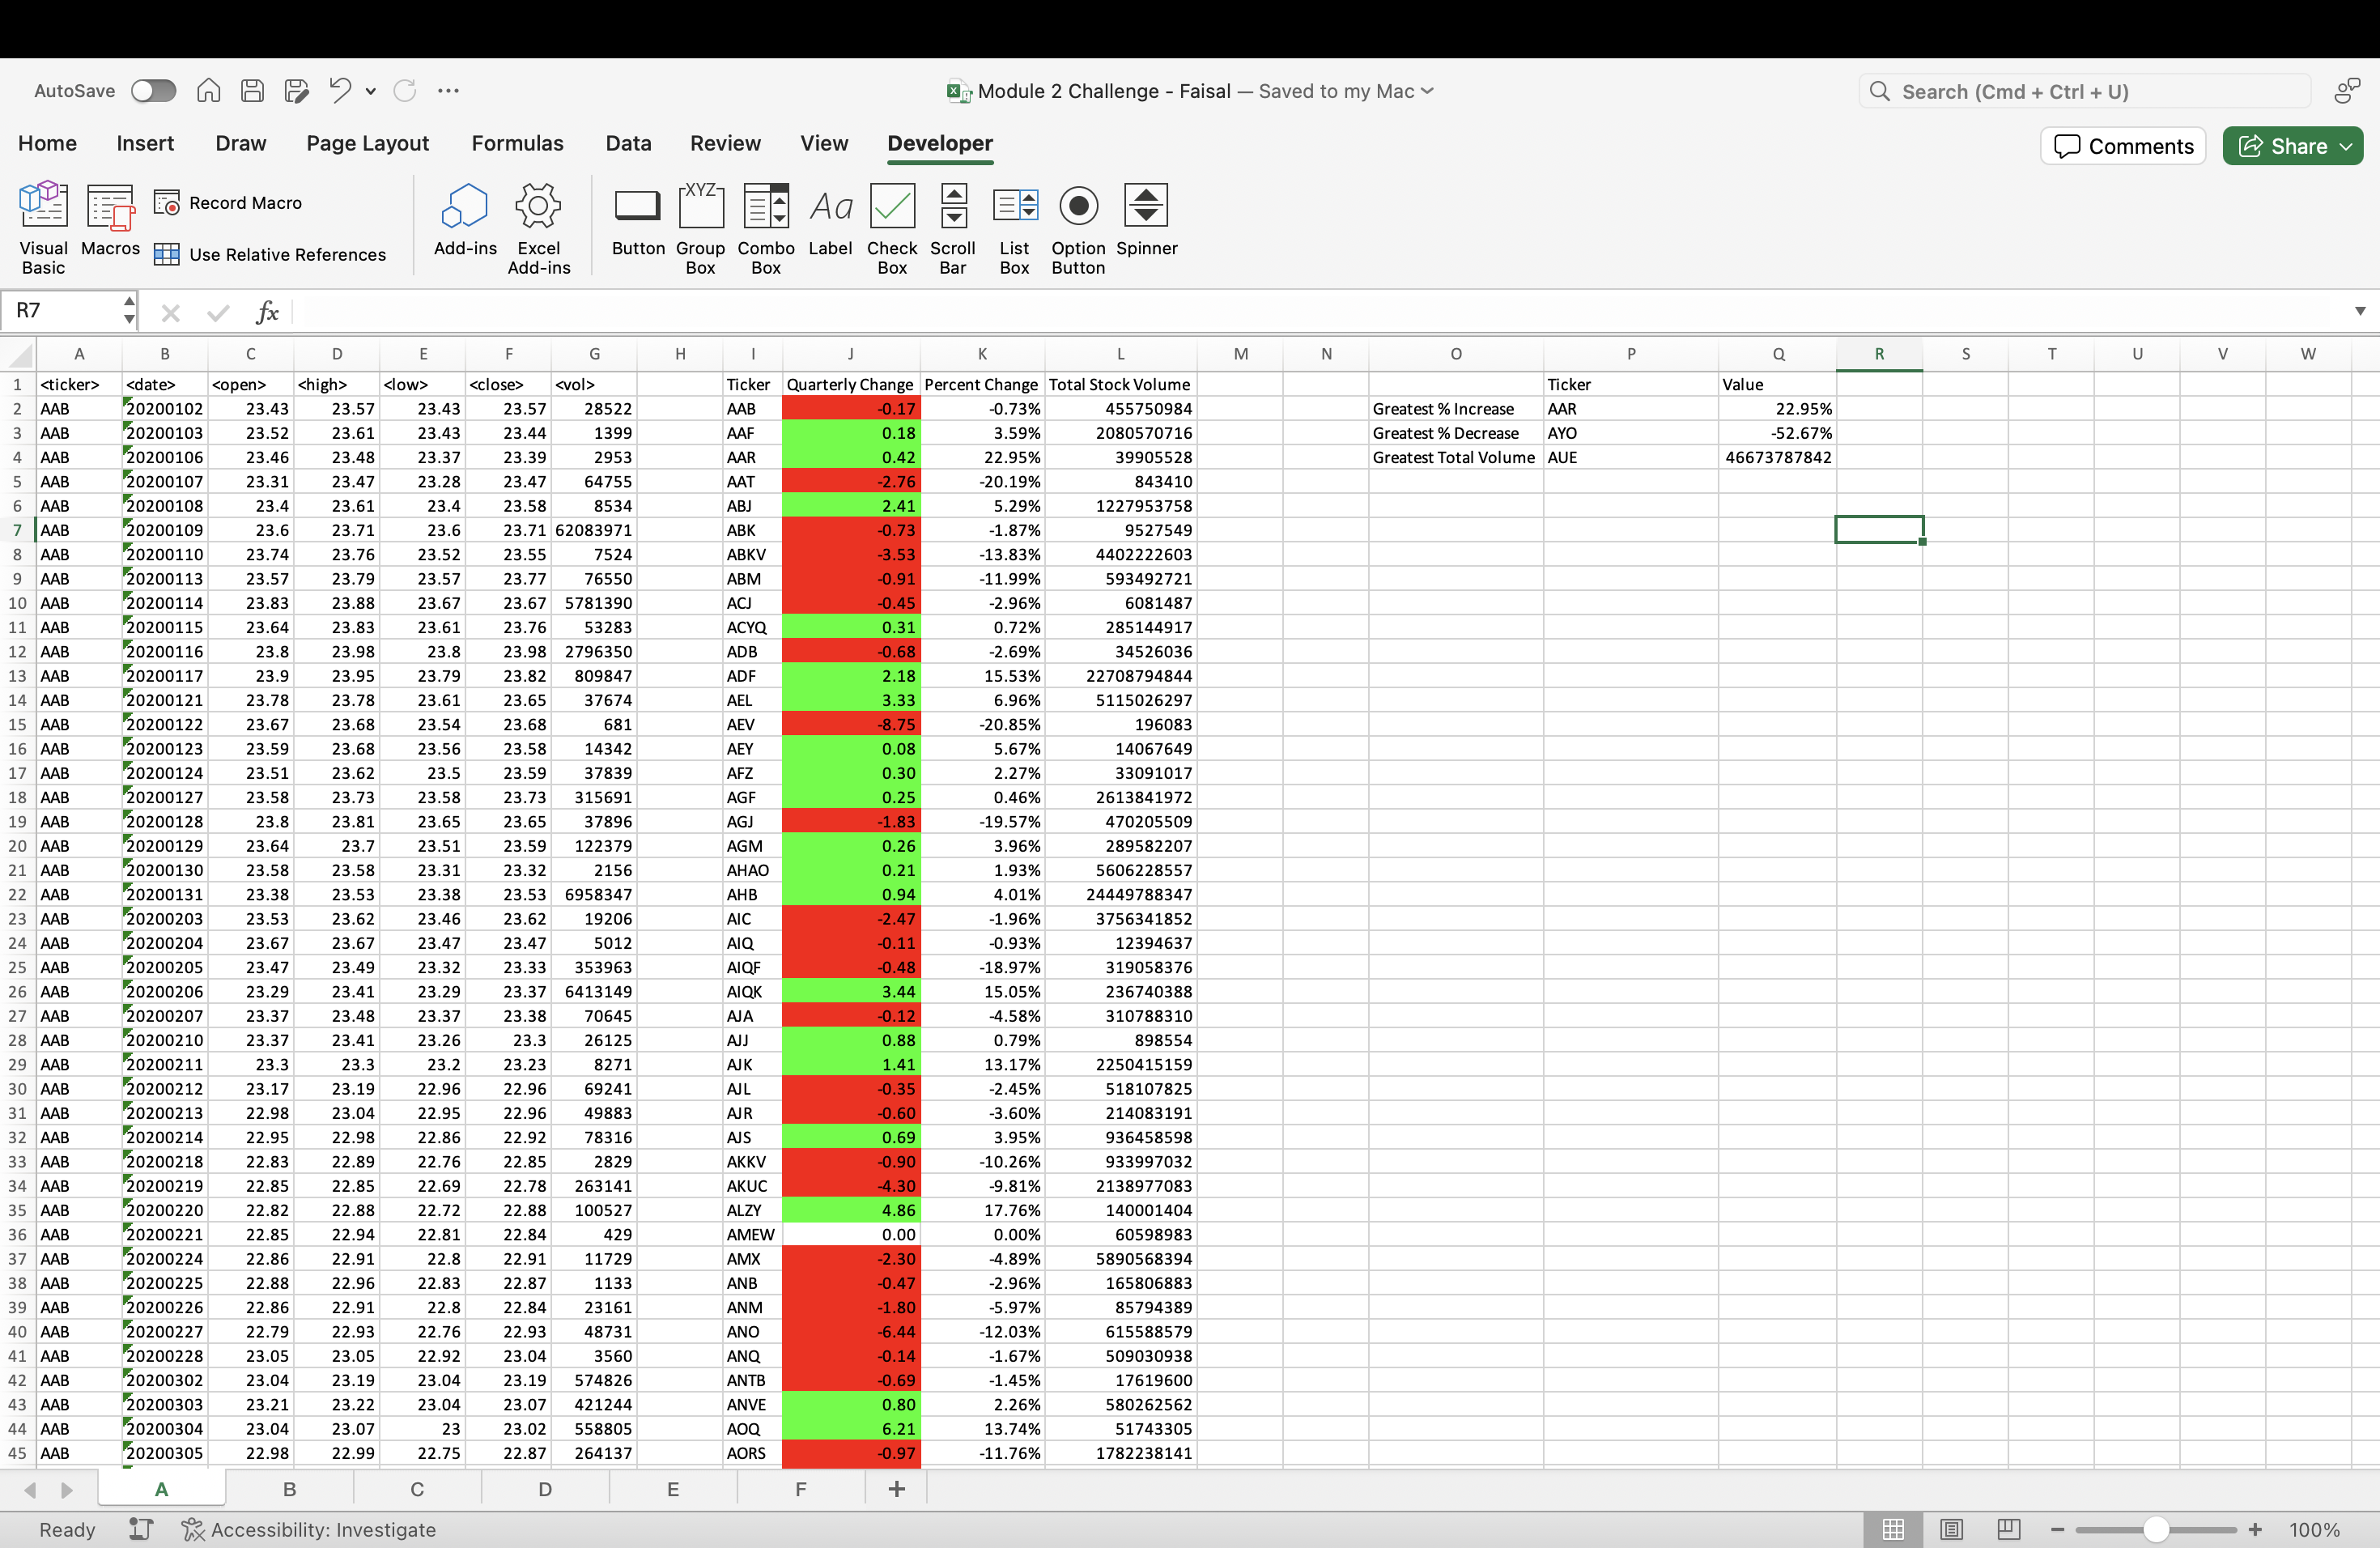 AutoSave
Module 2 Challenge - Faisal — Saved to my Mac
Search (Cmd + Ctrl + U)
Home Insert Draw Page Layout Formulas Data Review View Developer
Comments Share
Visual Basic Macros Record Macro Use Relative References Add-ins Excel Add-ins
XYZ Aa
Button Group Box Combo Box Label Check Box Scroll Bar List Box Option Button Spinner
R7 fx
A B C D E F G H I J K L M N O P Q R S T U V W
1 <ticker> <date> <open> <high> <low> <close> <vol> Ticker Quarterly Change Percent Change Total Stock Volume Ticker Value
2 AAB 20200102 23.43 23.57 23.43 23.57 28522 AAB -0.17 -0.73% 455750984 Greatest % Increase AAR 22.95%
3 AAB 20200103 23.52 23.61 23.43 23.44 1399 AAF 0.18 3.59% 2080570716 Greatest % Decrease AYO -52.67%
4 AAB 20200106 23.46 23.48 23.37 23.39 2953 AAR 0.42 22.95% 39905528 Greatest Total Volume AUE 46673787842
5 AAB 20200107 23.31 23.47 23.28 23.47 64755 AAT -2.76 -20.19% 843410
6 AAB 20200108 23.4 23.61 23.4 23.58 8534 ABJ 2.41 5.29% 1227953758
7 AAB 20200109 23.6 23.71 23.6 23.71 62083971 ABK -0.73 -1.87% 9527549
8 AAB 20200110 23.74 23.76 23.52 23.55 7524 ABKV -3.53 -13.83% 4402222603
9 AAB 20200113 23.57 23.79 23.57 23.77 76550 ABM -0.91 -11.99% 593492721
10 AAB 20200114 23.83 23.88 23.67 23.67 5781390 ACJ -0.45 -2.96% 6081487
11 AAB 20200115 23.64 23.83 23.61 23.76 53283 ACYQ 0.31 0.72% 285144917
12 AAB 20200116 23.8 23.98 23.8 23.98 2796350 ADB -0.68 -2.69% 34526036
13 AAB 20200117 23.9 23.95 23.79 23.82 809847 ADF 2.18 15.53% 22708794844
14 AAB 20200121 23.78 23.78 23.61 23.65 37674 AEL 3.33 6.96% 5115026297
15 AAB 20200122 23.67 23.68 23.54 23.68 681 AEV -8.75 -20.85% 196083
16 AAB 20200123 23.59 23.68 23.56 23.58 14342 AEY 0.08 5.67% 14067649
17 AAB 20200124 23.51 23.62 23.5 23.59 37839 AFZ 0.30 2.27% 33091017
18 AAB 20200127 23.58 23.73 23.58 23.73 315691 AGF 0.25 0.46% 2613841972
19 AAB 20200128 23.8 23.81 23.65 23.65 37896 AGJ -1.83 -19.57% 470205509
20 AAB 20200129 23.64 23.7 23.51 23.59 122379 AGM 0.26 3.96% 289582207
21 AAB 20200130 23.58 23.58 23.31 23.32 2156 AHAO 0.21 1.93% 5606228557
22 AAB 20200131 23.38 23.53 23.38 23.53 6958347 AHB 0.94 4.01% 24449788347
23 AAB 20200203 23.53 23.62 23.46 23.62 19206 AIC -2.47 -1.96% 3756341852
24 AAB 20200204 23.67 23.67 23.47 23.47 5012 AIQ -0.11 -0.93% 12394637
25 AAB 20200205 23.47 23.49 23.32 23.33 353963 AIQF -0.48 -18.97% 319058376
26 AAB 20200206 23.29 23.41 23.29 23.37 6413149 AIQK 3.44 15.05% 236740388
27 AAB 20200207 23.37 23.48 23.37 23.38 70645 AJA -0.12 -4.58% 310788310
28 AAB 20200210 23.37 23.41 23.26 23.3 26125 AJJ 0.88 0.79% 898554
29 AAB 20200211 23.3 23.3 23.2 23.23 8271 AJK 1.41 13.17% 2250415159
30 AAB 20200212 23.17 23.19 22.96 22.96 69241 AJL -0.35 -2.45% 518107825
31 AAB 20200213 22.98 23.04 22.95 22.96 49883 AJR -0.60 -3.60% 214083191
32 AAB 20200214 22.95 22.98 22.86 22.92 78316 AJS 0.69 3.95% 936458598
33 AAB 20200218 22.83 22.89 22.76 22.85 2829 AKKV -0.90 -10.26% 933997032
34 AAB 20200219 22.85 22.85 22.69 22.78 263141 AKUC -4.30 -9.81% 2138977083
35 AAB 20200220 22.82 22.88 22.72 22.88 100527 ALZY 4.86 17.76% 140001404
36 AAB 20200221 22.85 22.94 22.81 22.84 429 AMEW 0.00 0.00% 60598983
37 AAB 20200224 22.86 22.91 22.8 22.91 11729 AMX -2.30 -4.89% 5890568394
38 AAB 20200225 22.88 22.96 22.83 22.87 1133 ANB -0.47 -2.96% 165806883
39 AAB 20200226 22.86 22.91 22.8 22.84 23161 ANM -1.80 -5.97% 85794389
40 AAB 20200227 22.79 22.93 22.76 22.93 48731 ANO -6.44 -12.03% 615588579
41 AAB 20200228 23.05 23.05 22.92 23.04 3560 ANQ -0.14 -1.67% 509030938
42 AAB 20200302 23.04 23.19 23.04 23.19 574826 ANTB -0.69 -1.45% 17619600
43 AAB 20200303 23.21 23.22 23.04 23.07 421244 ANVE 0.80 2.26% 580262562
44 AAB 20200304 23.04 23.07 23 23.02 558805 AOQ 6.21 13.74% 51743305
45 AAB 20200305 22.98 22.99 22.75 22.87 264137 AORS -0.97 -11.76% 1782238141
A B C D E F +
Ready Accessibility: Investigate 100%